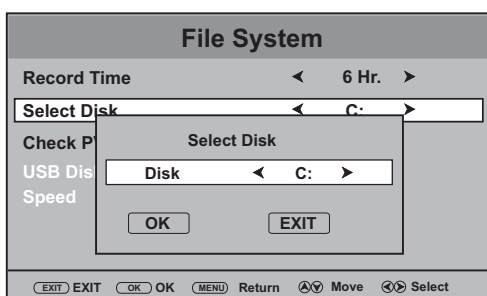 File System
Record Time 6 Hr.
Select Disk C:
Check P
USB Dis
Speed
Select Disk
Disk C:
OK EXIT
EXIT EXIT OK OK MENU Return Move Select